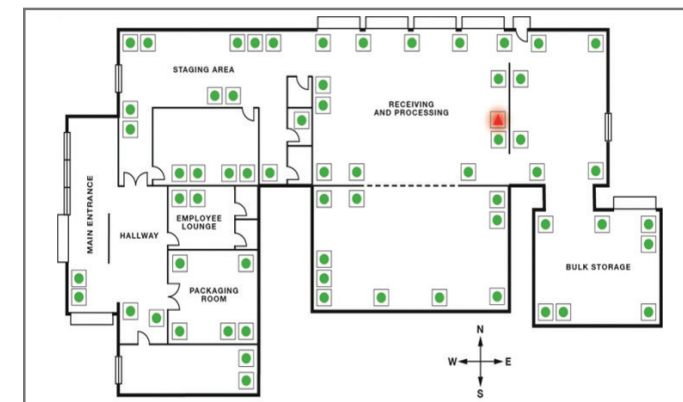 STAGING AREA
RECEIVING
AND PROCESSING
MAIN ENTRANCE
HALLWAY
EMPLOYEE
LOUNGE
PACKAGING
ROOM
BULK STORAGE
N
W
E
S